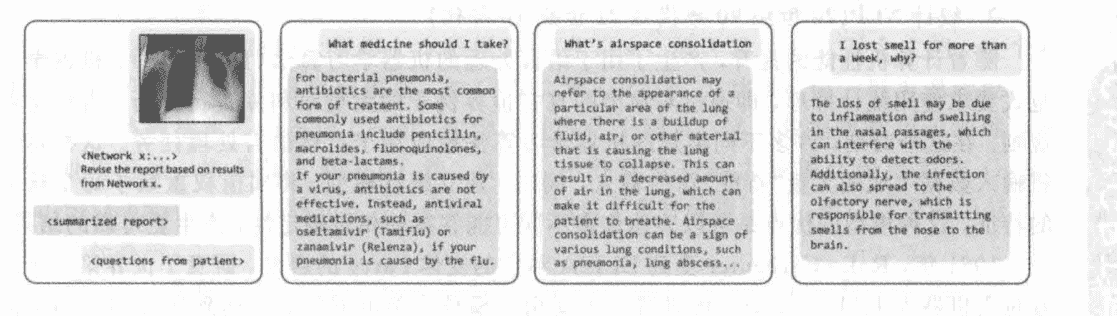 <Network x:...>
Revise the report based on results
from Network x.
<summarized report>
<questions from patient>
What medicine should I take?
For bacterial pneumonia,
antibiotics are the most common
form of treatment. Some
commonly used antibiotics for
pneumonia include penicillin,
macrolides, fluoroquinolones,
and beta-lactams.
If your pneumonia is caused by
a virus, antibiotics are not
effective. Instead, antiviral
medications, such as
oseltamivir (Tamiflu) or
zanamivir (Relenza), if your
pneumonia is caused by the flu.
What's airspace consolidation
Airspace consolidation may
refer to the appearance of a
particular area of the lung
where there is a buildup of
fluid, air, or other material
that is causing the lung
tissue to collapse. This can
result in a decreased amount
of air in the lung, which can
make it difficult for the
patient to breathe. Airspace
consolidation can be a sign of
various lung conditions, such
as pneumonia, lung abscess...
I lost smell for more than
a week, why?
The loss of smell may be due
to inflammation and swelling
in the nasal passages, which
can interfere with the
ability to detect odors.
Additionally, the infection
can also spread to the
olfactory nerve, which is
responsible for transmitting
smells from the nose to the
brain.